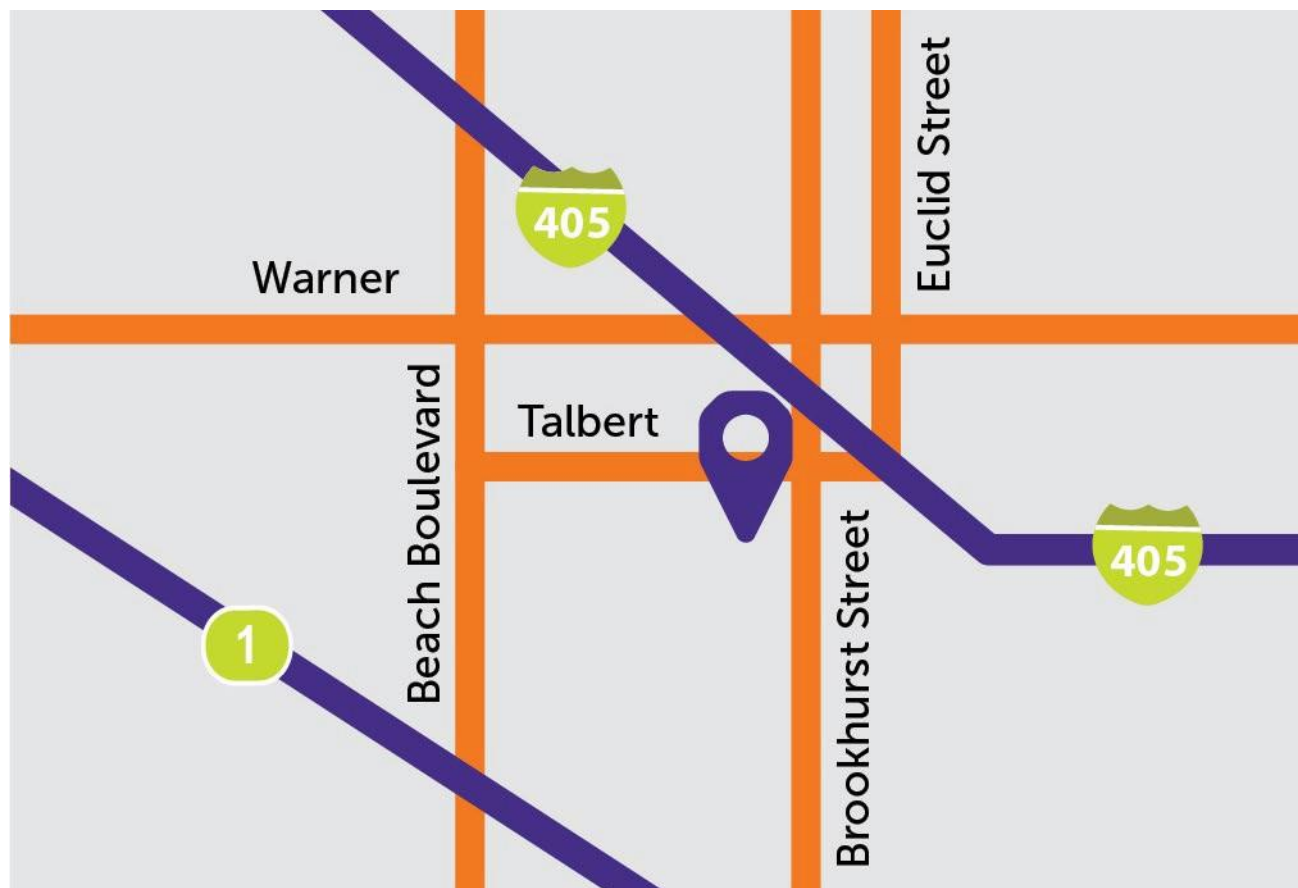 Euclid Street
405
Warner
Beach Boulevard
Talbert
Brookhurst Street
405
1